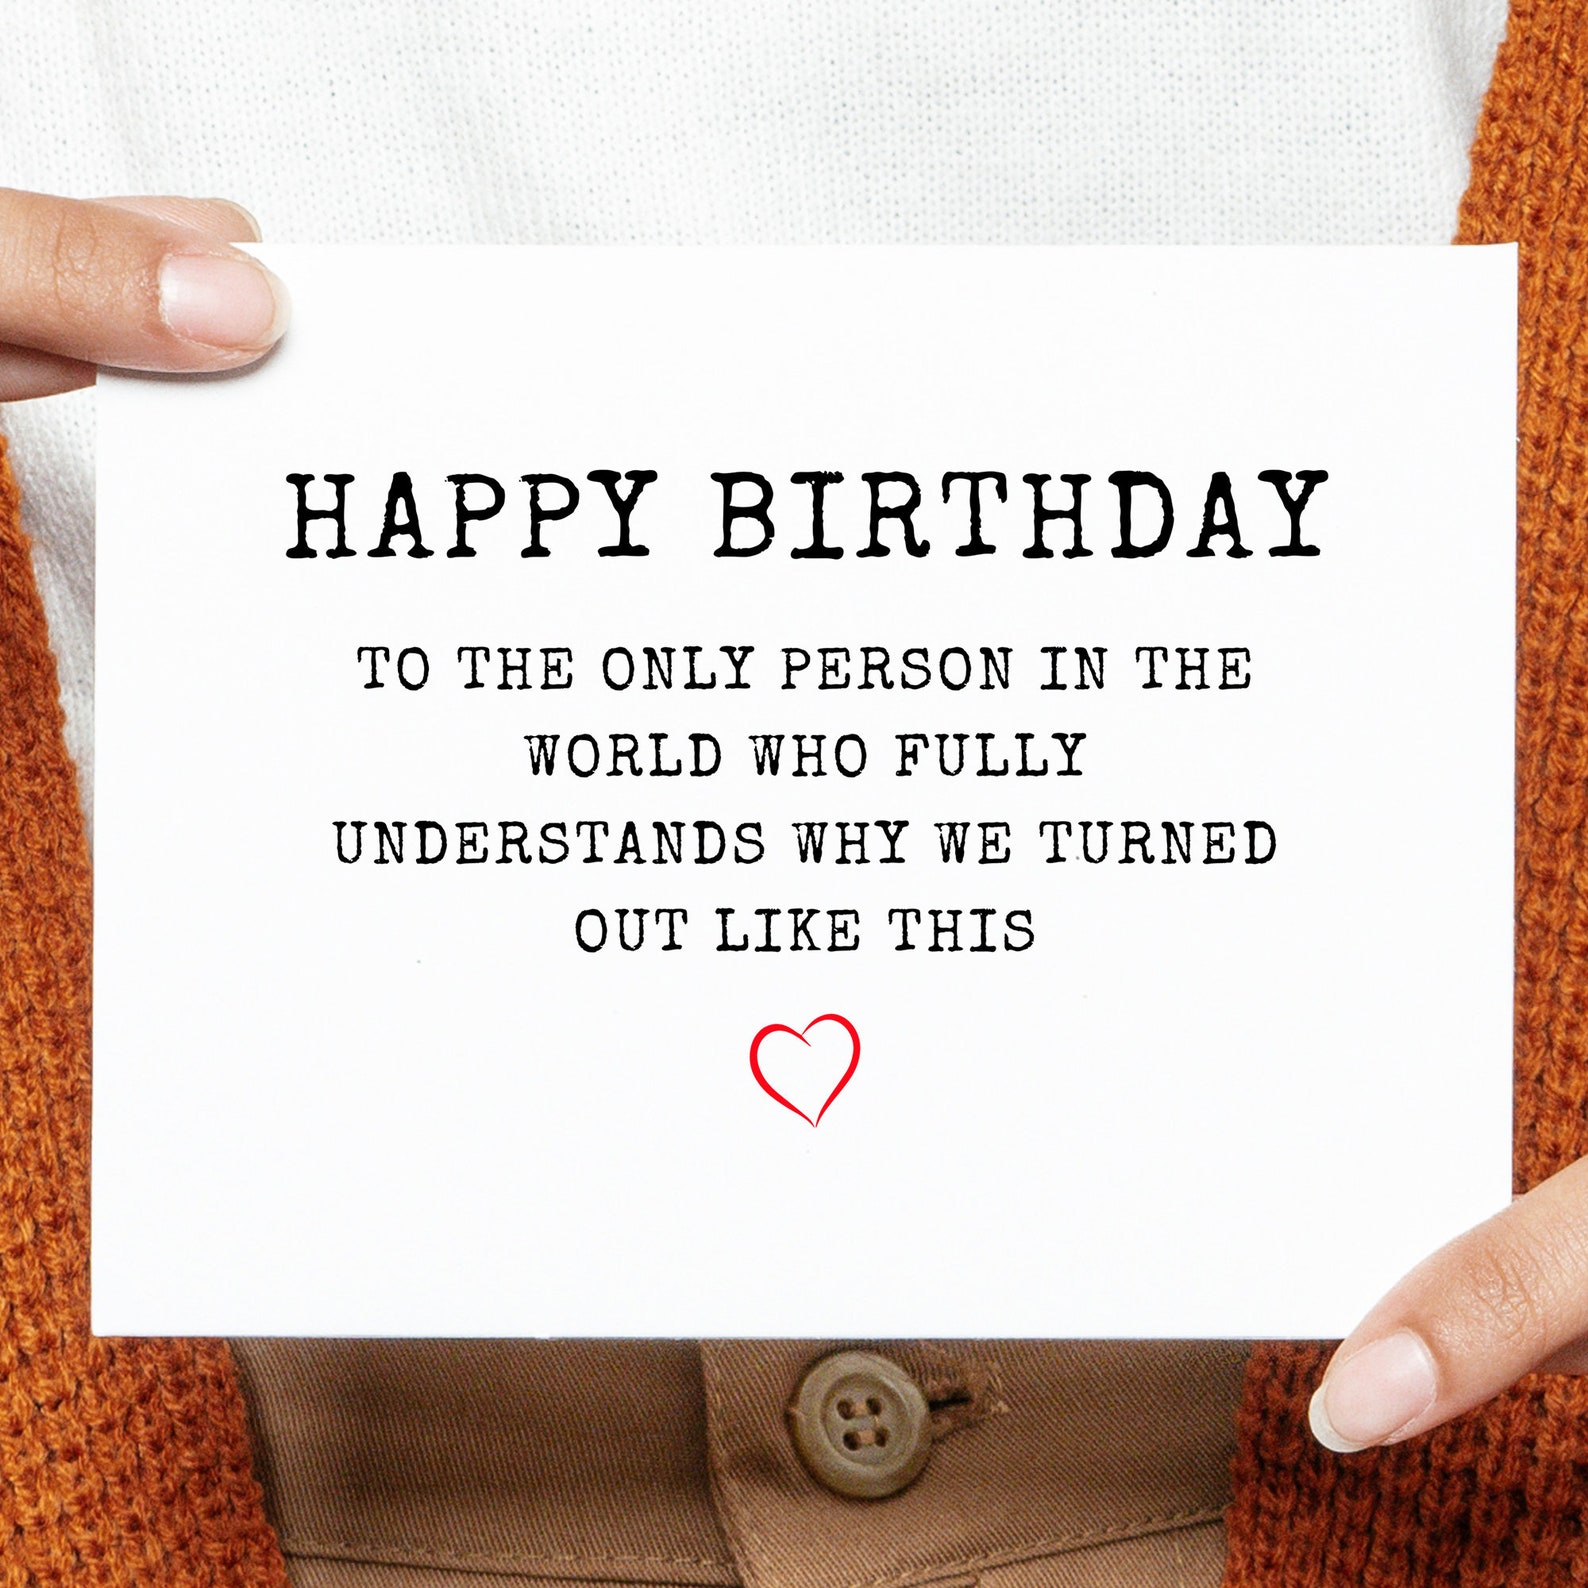 HAPPY BIRTHDAY
TO THE ONLY PERSON IN THE
WORLD WHO FULLY
UNDERSTANDS WHY WE TURNED
OUT LIKE THIS